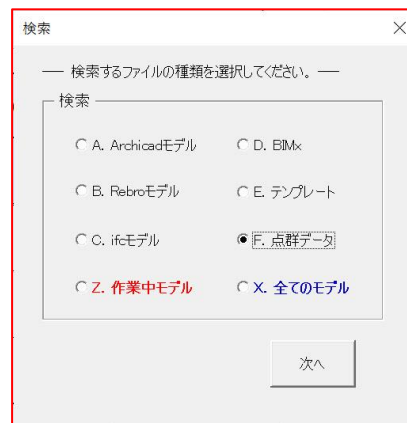 検索
検索するファイルの種類を選択してください。
検索
A. Archicadモデル
D. BIMx
B. Rebroモデル
E. テンプレート
C. ifcモデル
F. 点群データ
Z. 作業中モデル
X. 全てのモデル
次へ